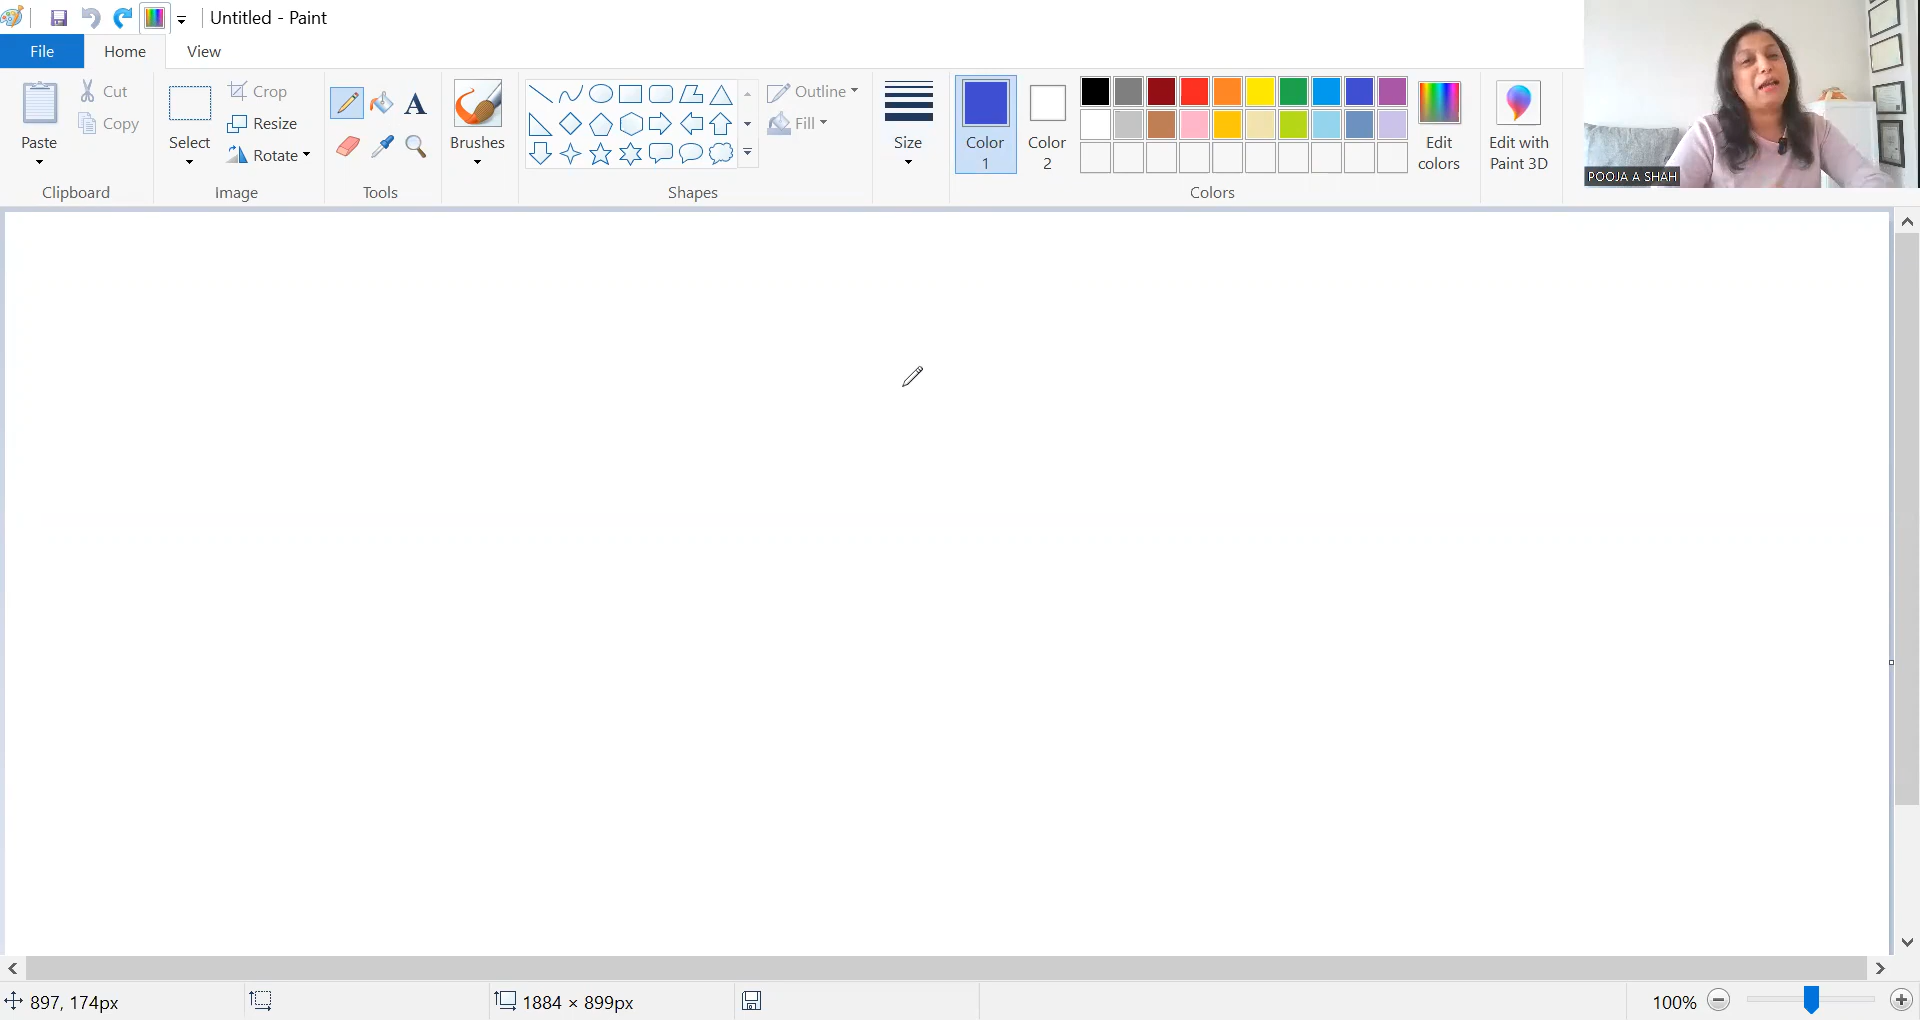 Untitled - Paint
File Home View
Paste
Cut
Copy
Clipboard
Select
Crop
Resize
Rotate
Image
A
Tools
Brushes
Shapes
Outline
Fill
Size
Color
1
Color
2
Colors
Edit
colors
Edit with
Paint 3D
POOJA A SHAH
897, 174px
1884 × 899px
100%